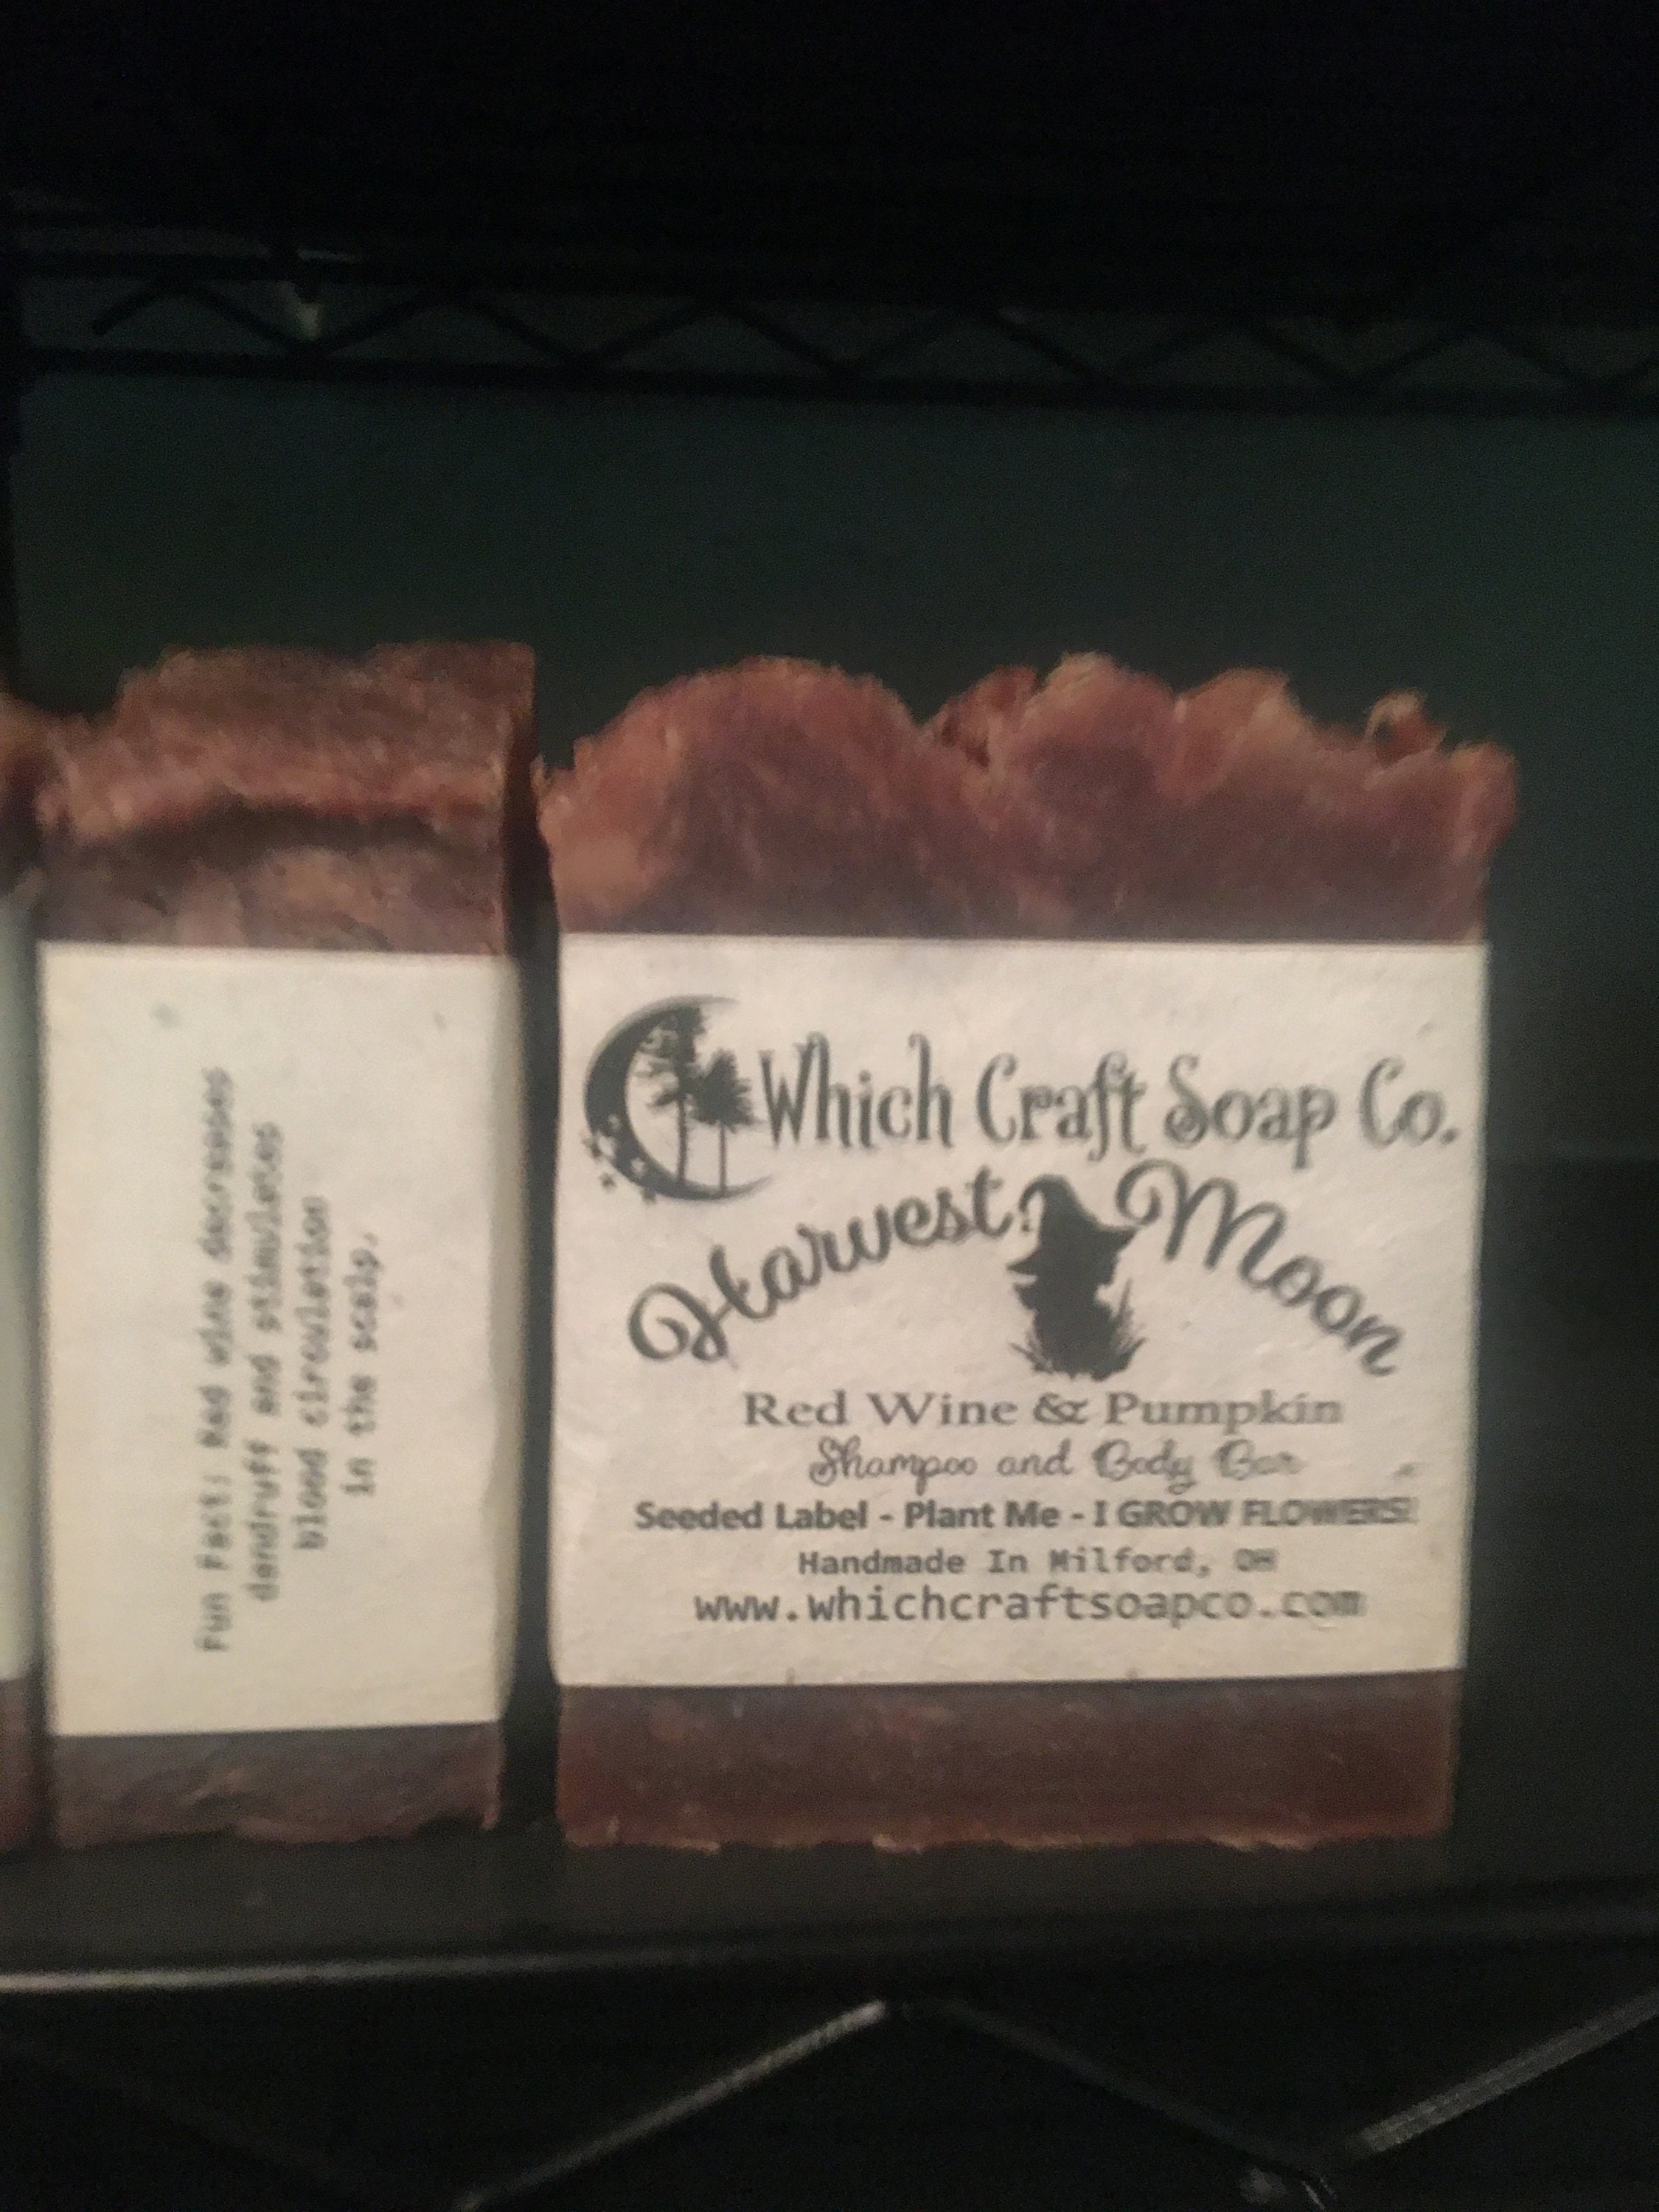 Fun Fact: Red wine decreases
dandruff and stimulates
blood circulation
in the scalp.
Which Craft Soap Co.
Harvest Moon
Red Wine & Pumpkin
Shampoo and Body Bar
Seeded Label - Plant Me - I GROW FLOWERS!
Handmade In Milford, OH
www.whichcraftsoapco.com